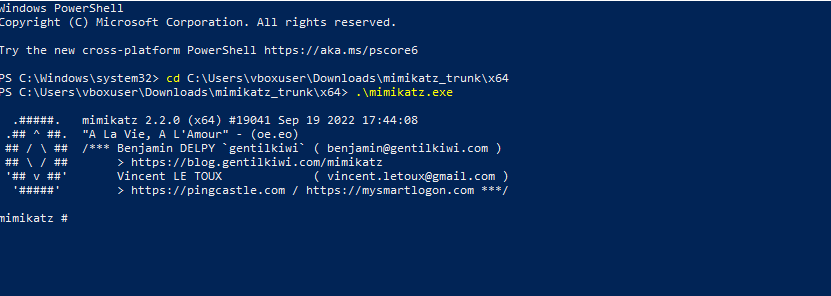 Windows PowerShell
Copyright (C) Microsoft Corporation. All rights reserved.
Try the new cross-platform PowerShell https://aka.ms/pscore6
PS C:\Windows\system32> cd C:\Users\vboxuser\Downloads\mimikatz_trunk\x64
PS C:\Users\vboxuser\Downloads\mimikatz_trunk\x64> .\mimikatz.exe
  .#####.   mimikatz 2.2.0 (x64) #19041 Sep 19 2022 17:44:08
 .## ^ ##.  "A La Vie, A L'Amour" - (oe.eo)
 ## / \ ##  /*** Benjamin DELPY `gentilkiwi` ( benjamin@gentilkiwi.com )
 ## \ / ##       > https://blog.gentilkiwi.com/mimikatz
 '## v ##'       Vincent LE TOUX             ( vincent.letoux@gmail.com )
  '#####'        > https://pingcastle.com / https://mysmartlogon.com ***/
mimikatz #